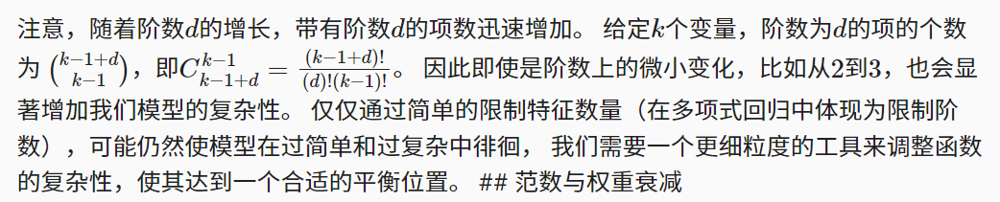 注意，随着阶数d的增长，带有阶数d的项数迅速增加。 给定k个变量，阶数为d的项的个数
为 $\binom{k-1+d}{k-1}$，即$C^{k-1}_{k-1+d} = \frac{(k-1+d)!}{(d)!(k-1)!}$。 因此即使是阶数上的微小变化，比如从2到3，也会显
著增加我们模型的复杂性。 仅仅通过简单的限制特征数量（在多项式回归中体现为限制阶
数），可能仍然使模型在过简单和过复杂中徘徊， 我们需要一个更细粒度的工具来调整函数
的复杂性，使其达到一个合适的平衡位置。 ## 范数与权重衰减